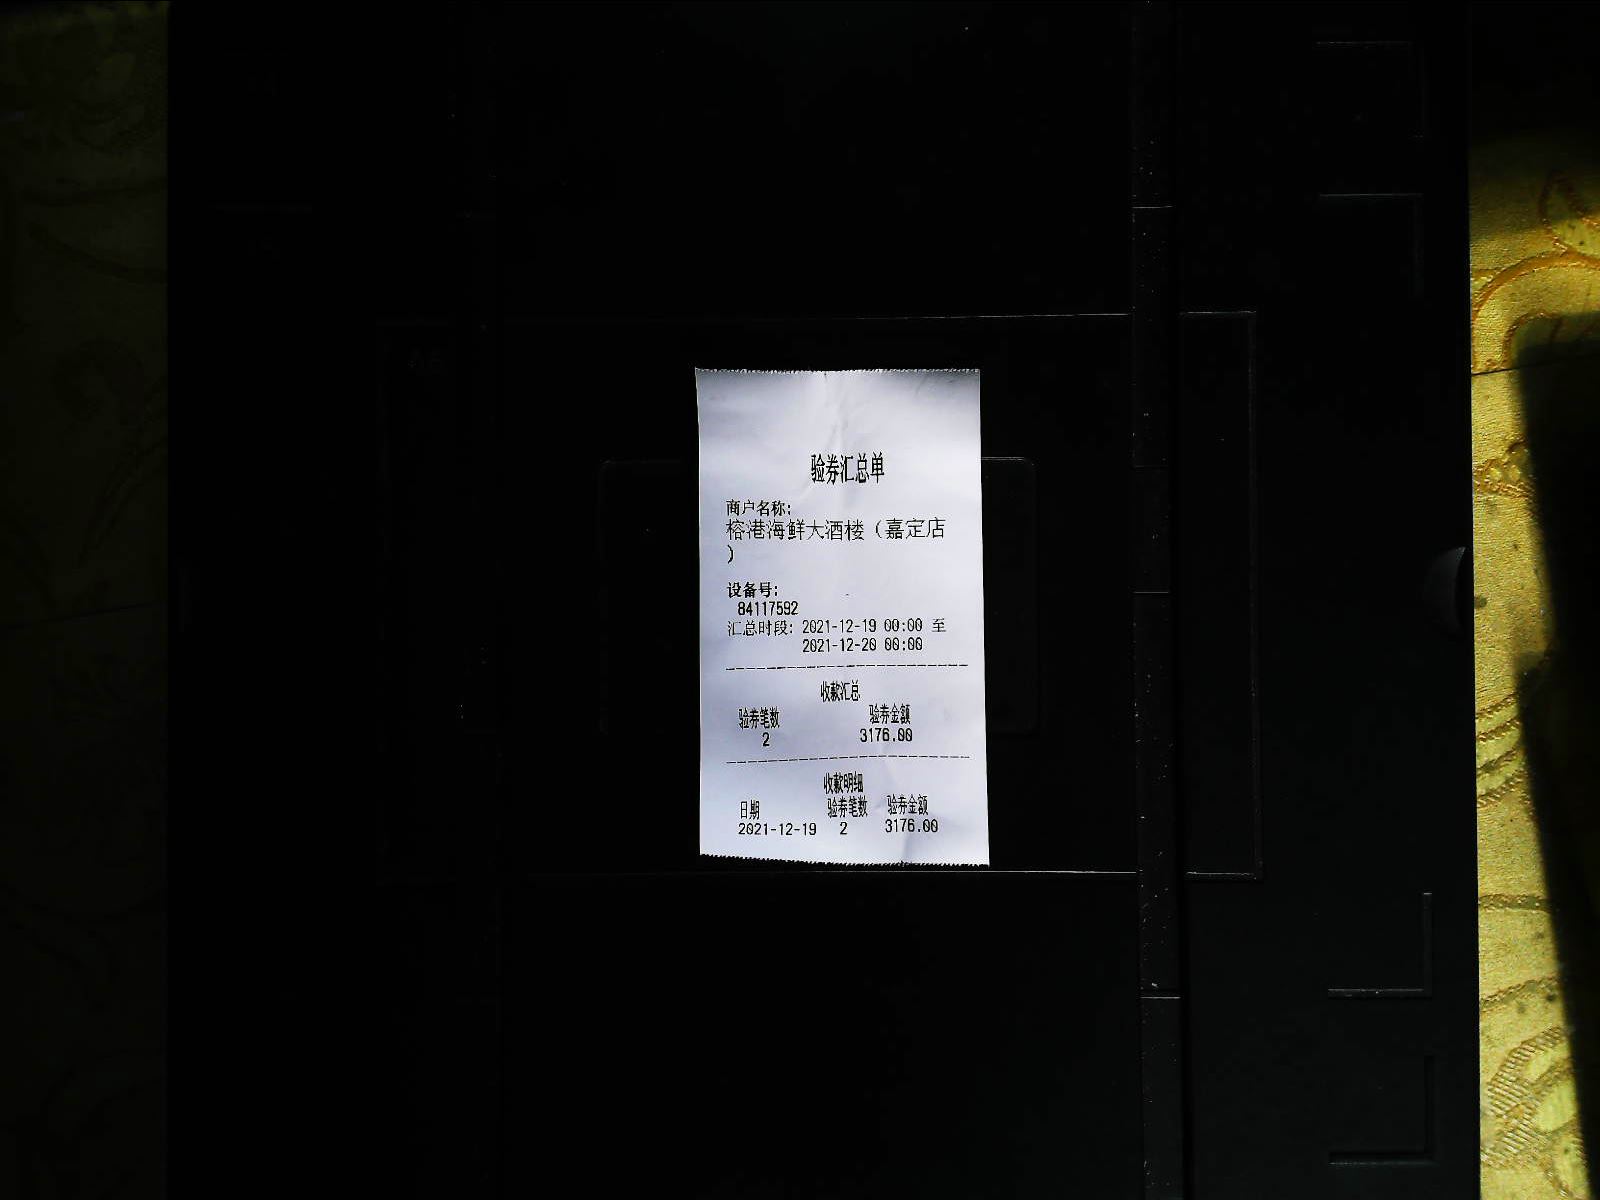 验券汇总单
商户名称:
榕港海鲜大酒楼（嘉定店
）
设备号:
84117592
汇总时段: 2021-12-19 00:00 至
2021-12-20 00:00
收款汇总
验券笔数 验券金额
2 3176.00
收款明细
日期 验券笔数 验券金额
2021-12-19 2 3176.00